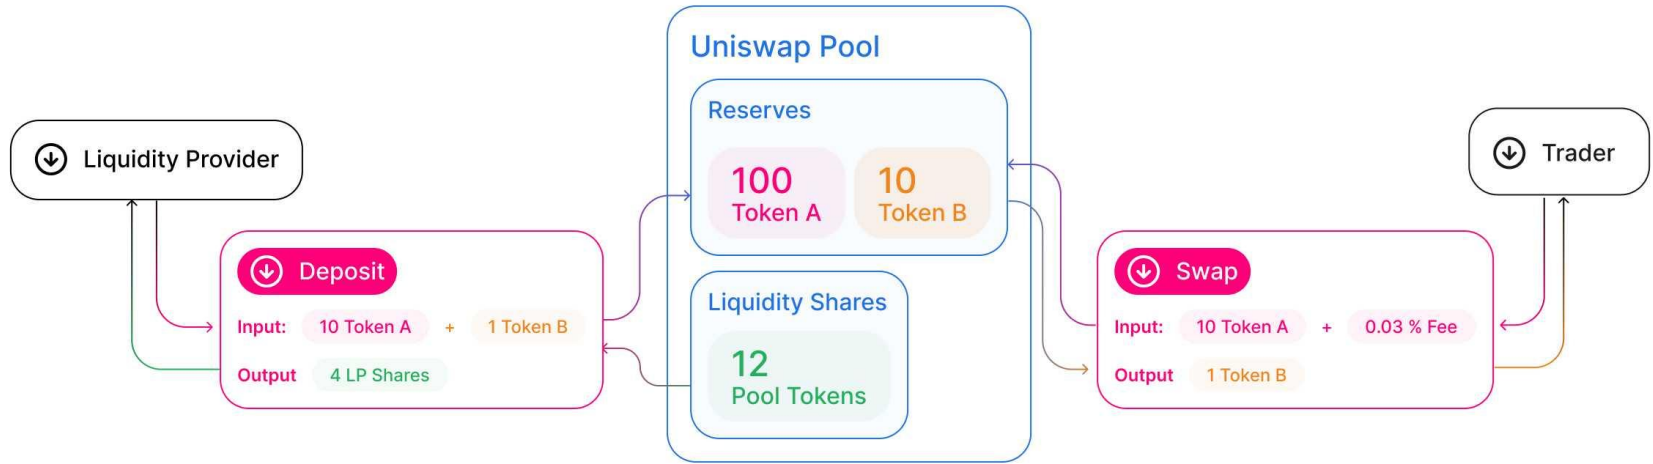 Uniswap Pool
Reserves
100
Token A
10
Token B
Liquidity Shares
12
Pool Tokens
Liquidity Provider
Deposit
Input: 10 Token A + 1 Token B
Output 4 LP Shares
Trader
Swap
Input: 10 Token A + 0.03 % Fee
Output 1 Token B